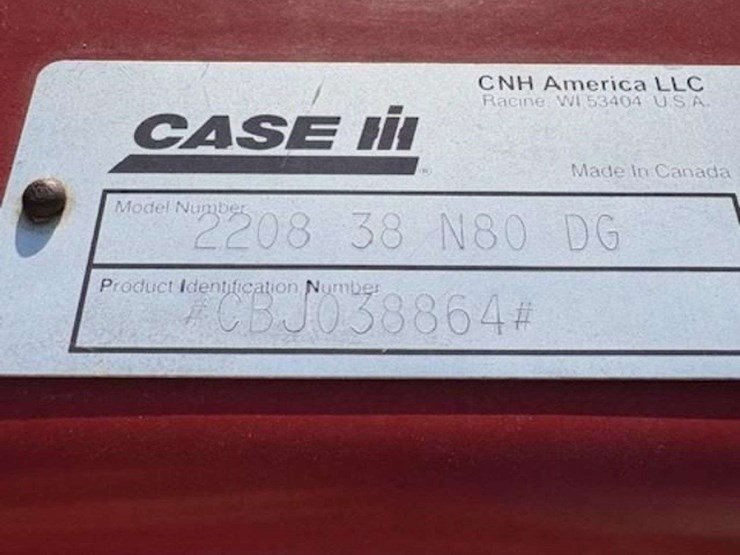 CNH America LLC
Racine, WI 53404 U.S.A.
CASE IH
Made In Canada
Model Number
2208 38 N80 DG
Product Identification Number
#CBJ038864#